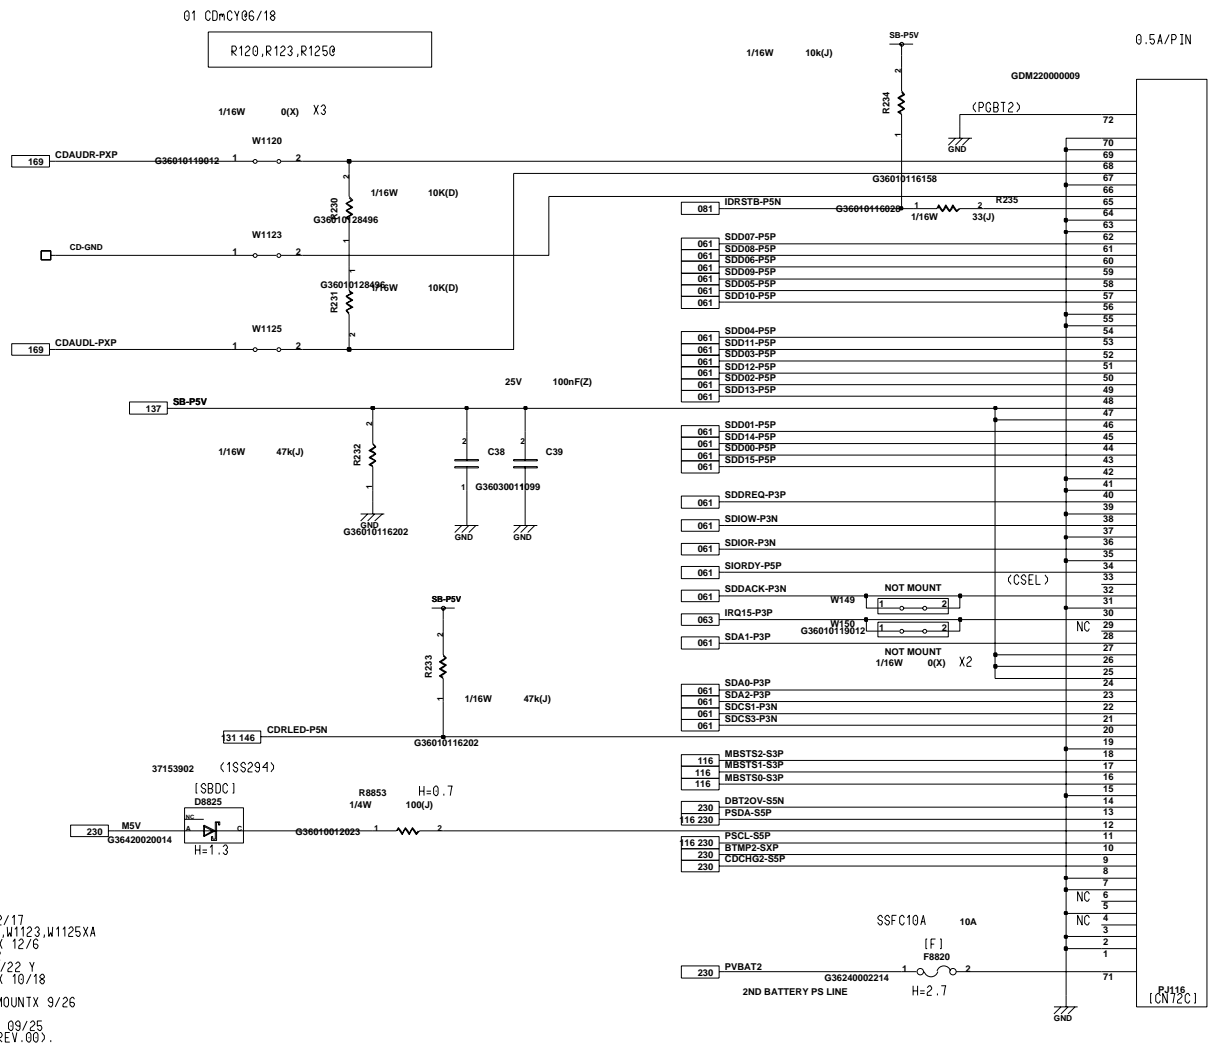 01 CDmCY@6/18
R120,R123,R125@
1/16W 0(X) X3
W1120
169 CDAUDR-PXP
G36010119012
1 2
2
1/16W 10K(D)
R230
G36010128496
1
CD-GND
W1123
1 2
1
G36010128496
1/16W 10K(D)
R231
2
W1125
169 CDAUDL-PXP
1 2
25V 100nF(Z)
137 SB-P5V
2
1/16W 47k(J)
R232
1
GND
G36010116202
2
C38
1
GND
2
C39
G36030011099
1
GND
SB-P5V
2
R233
1
1/16W 47k(J)
131 146 CDRLED-P5N
G36010116202
37153902 (1SS294)
[SBDC]
D8825
NC
A C
230 M5V
G36420020014
H=1.3
R8853
H=0.7
1/4W 100(J)
G36010012023
1 2
SB-P5V
1/16W 10k(J)
2
R234
1
G36010116158
0.5A/PIN
GDM220000009
(PGBT2)
GND
081 IDRSTB-P5N
G36010116028
1 2
R235
1/16W 33(J)
061 SDD07-P5P
061 SDD08-P5P
061 SDD06-P5P
061 SDD09-P5P
061 SDD05-P5P
061 SDD10-P5P
061 SDD04-P5P
061 SDD11-P5P
061 SDD03-P5P
061 SDD12-P5P
061 SDD02-P5P
061 SDD13-P5P
061 SDD01-P5P
061 SDD14-P5P
061 SDD00-P5P
061 SDD15-P5P
061 SDDREQ-P3P
061 SDIOW-P3N
061 SDIOR-P3N
061 SIORDY-P5P
(CSEL)
061 SDDACK-P3N
NOT MOUNT
W149
1 2
063 IRQ15-P3P
W150
G36010119012
1 2
NC
061 SDA1-P3P
NOT MOUNT
1/16W 0(X) X2
061 SDA0-P3P
061 SDA2-P3P
061 SDCS1-P3N
061 SDCS3-P3N
116 MBSTS2-S3P
116 MBSTS1-S3P
116 MBSTS0-S3P
230 DBT2OV-S5N
116 230 PSDA-S5P
116 230 PSCL-S5P
230 BTMP2-SXP
230 CDCHG2-S5P
NC
NC
SSFC10A 10A
[F]
F8820
230 PVBAT2
G36240002214
1 2
2ND BATTERY PS LINE
H=2.7
GND
72
70
69
68
67
66
65
64
63
62
61
60
59
58
57
56
55
54
53
52
51
50
49
48
47
46
45
44
43
42
41
40
39
38
37
36
35
34
33
32
31
30
29
28
27
26
25
24
23
22
21
20
19
18
17
16
15
14
13
12
11
10
9
8
7
6
5
4
3
2
1
71
PJ116
[CN72C]
2/17
,W1123,W1125XA
X 12/6
/22 Y
X 10/18
MOUNTX 9/26
09/25
REV.00).